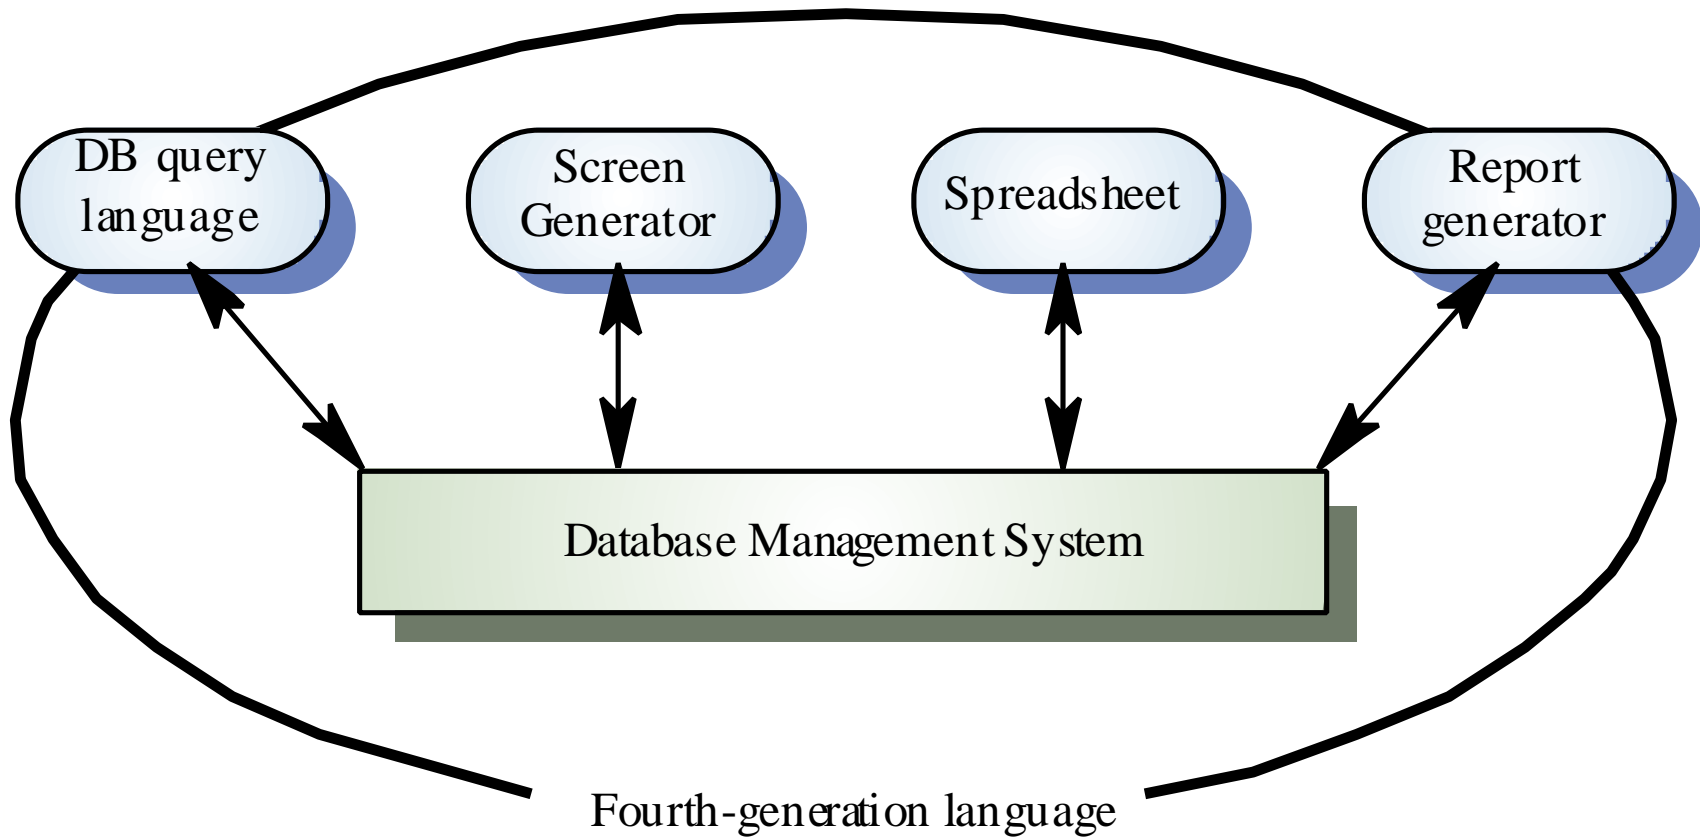 DB query
language
Screen
Generator
Spreadsheet
Report
generator
Database Management System
Fourth-generation language